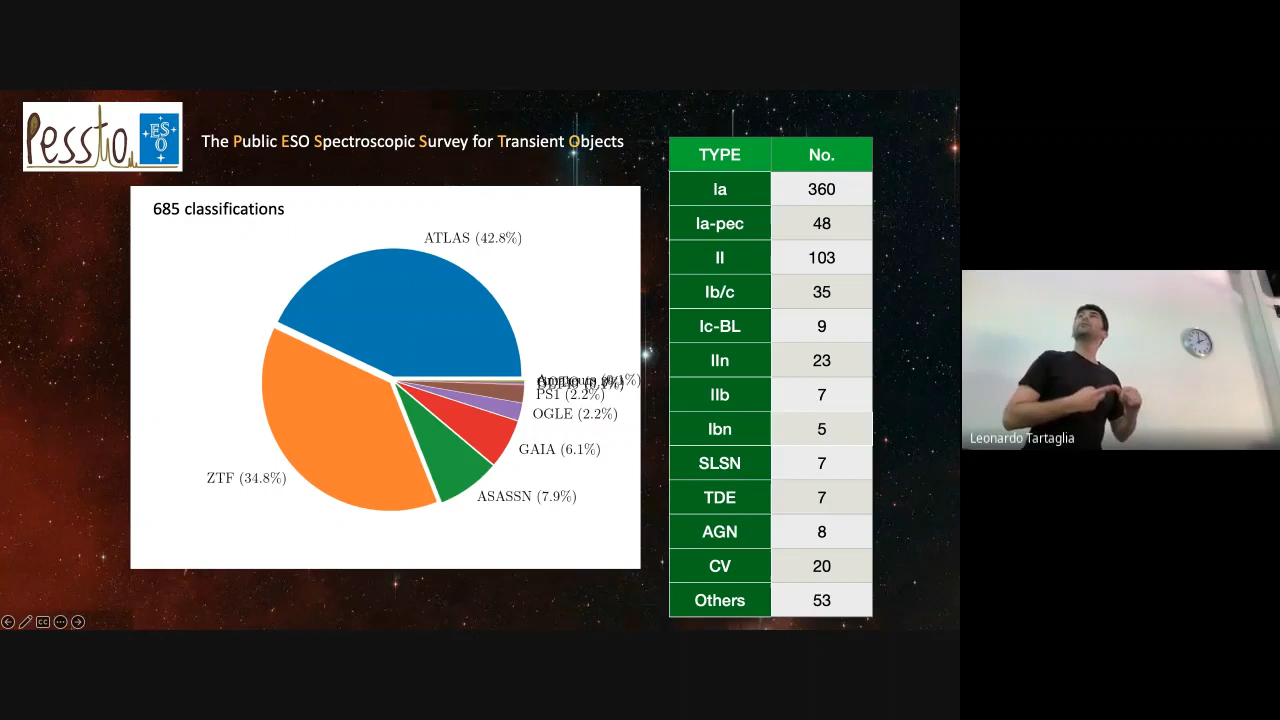 Pessto
ESO
The Public ESO Spectroscopic Survey for Transient Objects
685 classifications
ATLAS (42.8%)
PS1 (2.2%)
OGLE (2.2%)
GAIA (6.1%)
ASASSN (7.9%)
ZTF (34.8%)
TYPE No.
Ia 360
Ia-pec 48
II 103
Ib/c 35
Ic-BL 9
IIn 23
IIb 7
Ibn 5
SLSN 7
TDE 7
AGN 8
CV 20
Others 53
CC
Leonardo Tartaglia